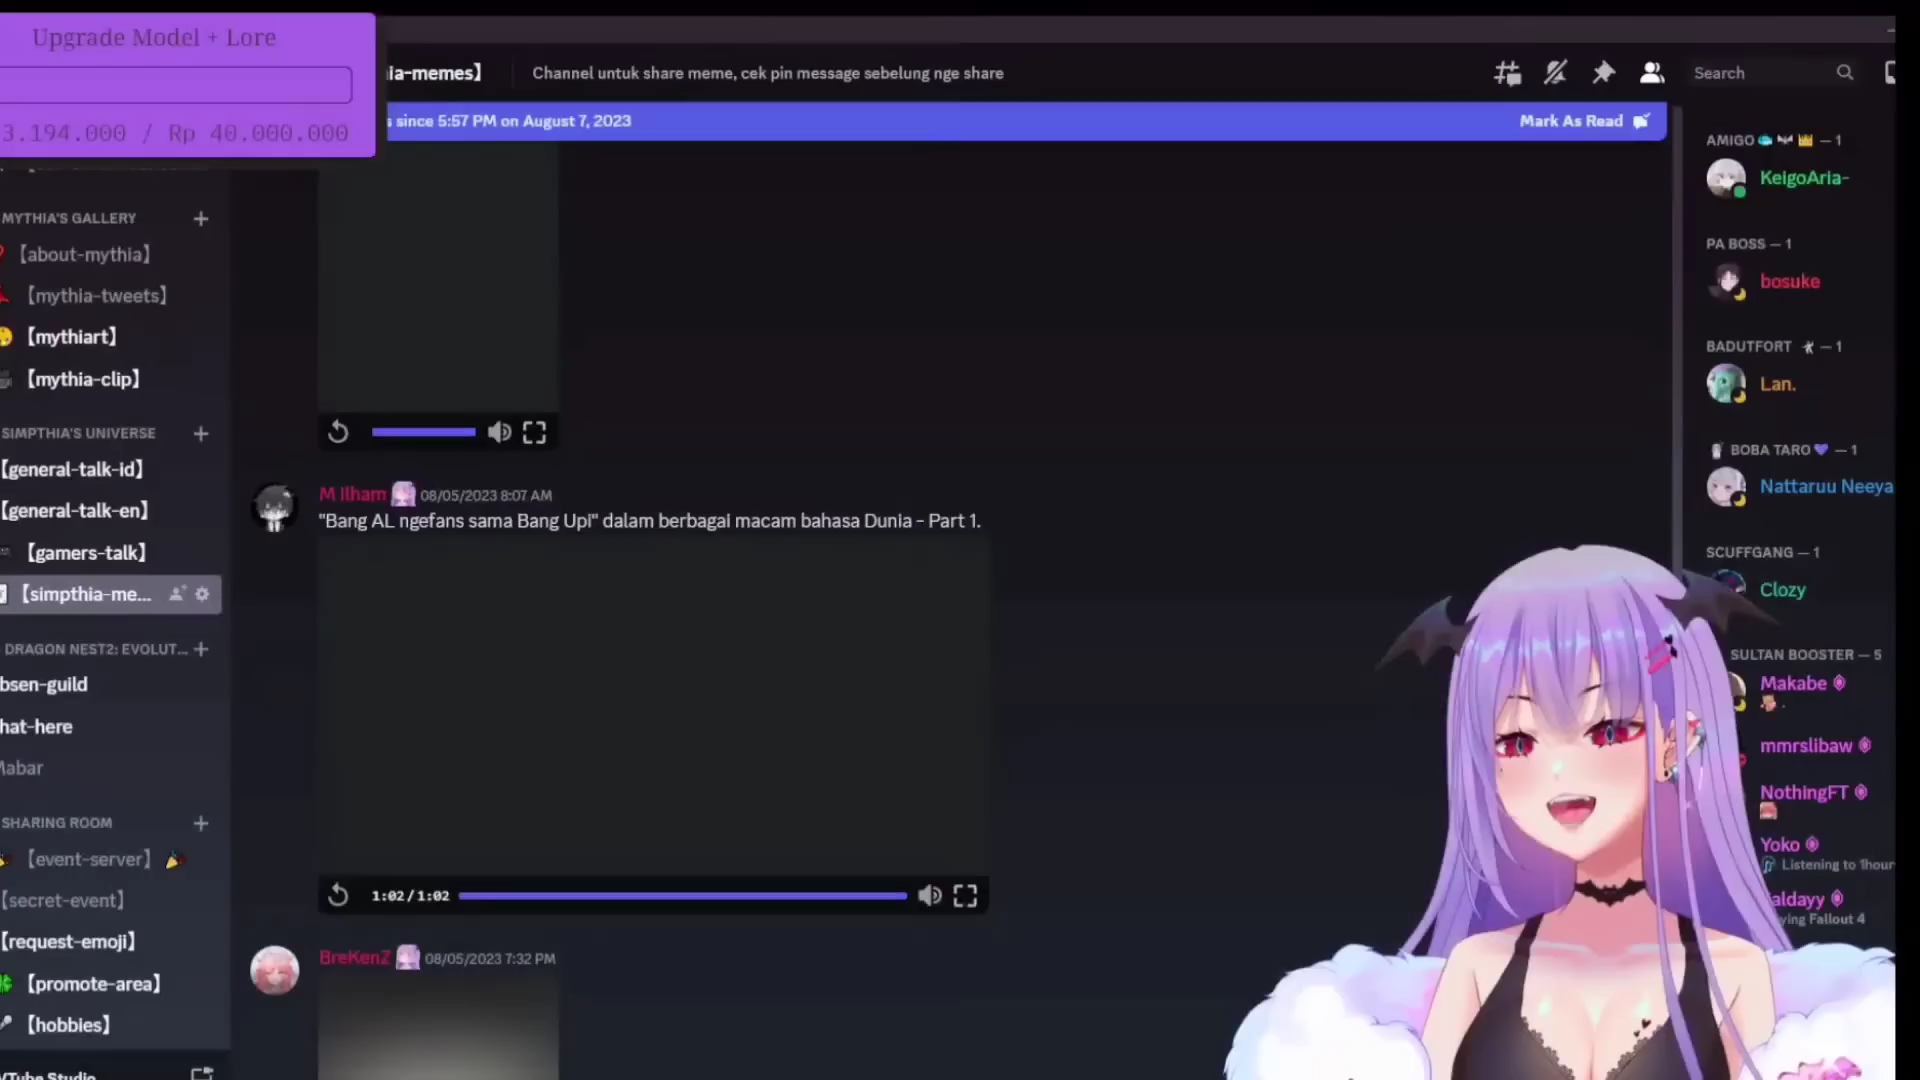 Upgrade Model + Lore
3.194.000 / Rp 40.000.000
ia-memes】
Channel untuk share meme, cek pin message sebelung nge share
Search
s since 5:57 PM on August 7, 2023
Mark As Read
MYTHIA'S GALLERY
【about-mythia】
【mythia-tweets】
【mythiart】
【mythia-clip】
SIMPTHIA'S UNIVERSE
【general-talk-id】
【general-talk-en】
【gamers-talk】
【simpthia-me...
DRAGON NEST2: EVOLUT...
bsen-guild
hat-here
Mabar
SHARING ROOM
【event-server】
【secret-event】
【request-emoji】
【promote-area】
【hobbies】
VTube Studio
M Ilham 08/05/2023 8:07 AM
"Bang AL ngefans sama Bang Upi" dalam berbagai macam bahasa Dunia - Part 1.
1:02/1:02
BreKenZ 08/05/2023 7:32 PM
AMIGO — 1
KeigoAria-
PA BOSS — 1
bosuke
BADUTFORT — 1
Lan.
BOBA TARO — 1
Nattaruu Neeya
SCUFFGANG — 1
Clozy
SULTAN BOOSTER — 5
Makabe
mmrslibaw
NothingFT
Yoko
Listening to 1hour
aldayy
ying Fallout 4